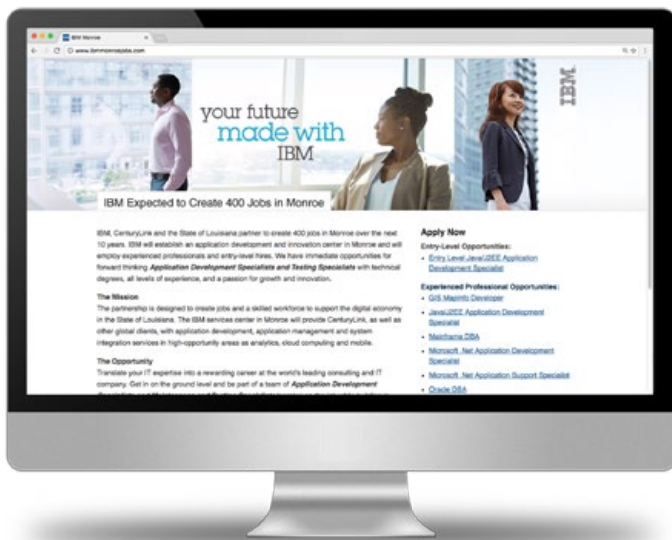 IBM Monroe
www.ibmmonroejobs.com
your future
made with
IBM
IBM
IBM Expected to Create 400 Jobs in Monroe
IBM, CenturyLink and the State of Louisiana partner to create 400 jobs in Monroe over the next
10 years. IBM will establish an application development and innovation center in Monroe and will
employ experienced professionals and entry-level hires. We have immediate opportunities for
forward thinking Application Development Specialists and Testing Specialists with technical
degrees, all levels of experience, and a passion for growth and innovation.
The Mission
The partnership is designed to create jobs and a skilled workforce to support the digital economy
in the State of Louisiana. The IBM services center in Monroe will provide CenturyLink, as well as
other global clients, with application development, application management and system
integration services in high-opportunity areas as analytics, cloud computing and mobile.
The Opportunity
Translate your IT expertise into a rewarding career at the world's leading consulting and IT
company. Get in on the ground level and be part of a team of Application Development
Apply Now
Entry-Level Opportunities:
• Entry Level Java/J2EE Application
Development Specialist
Experienced Professional Opportunities:
• GIS MapInfo Developer
• Java/J2EE Application Development
Specialist
• Mainframe DBA
• Microsoft .Net Application Development
Specialist
• Microsoft .Net Application Support Specialist
• Oracle DBA